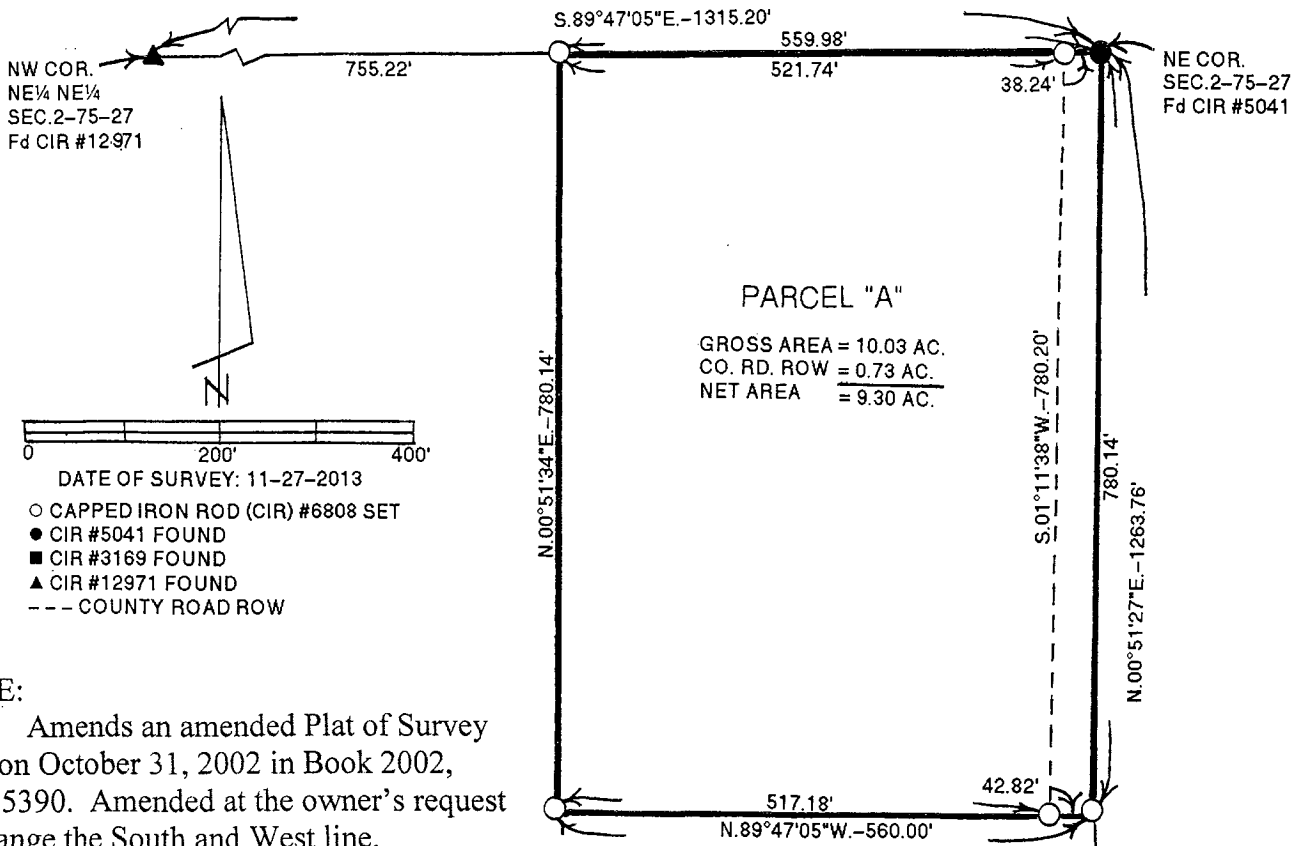 S.89°47'05"E.-1315.20'
559.98'
755.22'
521.74'
38.24'
NW COR.
NE¼ NE¼
SEC.2-75-27
Fd CIR #12971
NE COR.
SEC.2-75-27
Fd CIR #5041
PARCEL "A"
GROSS AREA = 10.03 AC.
CO. RD. ROW = 0.73 AC.
NET AREA = 9.30 AC.
N.00°51'34"E.-780.14'
S.01°11'38"W.-780.20'
780.14'
N.00°51'27"E.-1263.76'
N
0 200' 400'
DATE OF SURVEY: 11-27-2013
CAPPED IRON ROD (CIR) #6808 SET
CIR #5041 FOUND
CIR #3169 FOUND
CIR #12971 FOUND
--- COUNTY ROAD ROW
E:
Amends an amended Plat of Survey
on October 31, 2002 in Book 2002,
5390. Amended at the owner's request
ange the South and West line.
42.82'
517.18'
N.89°47'05"W.-560.00'